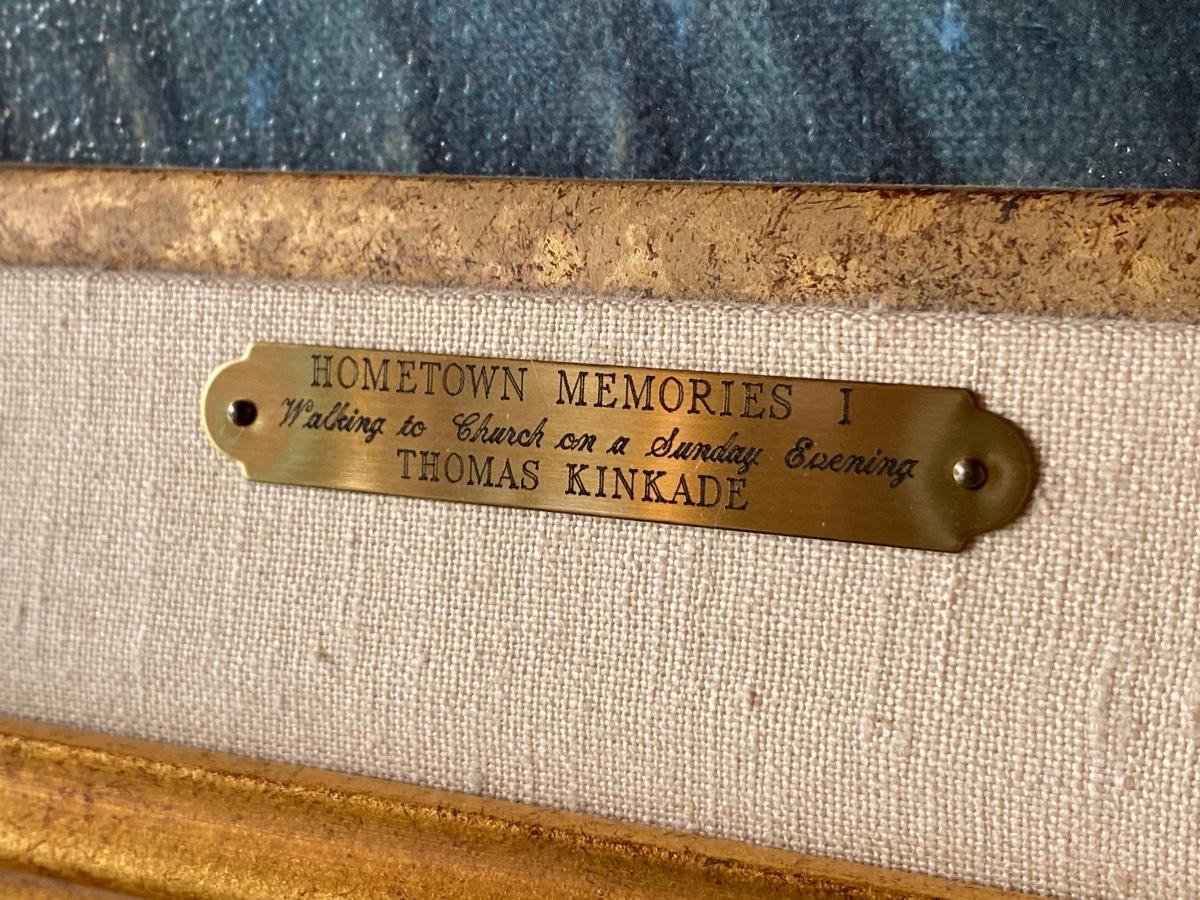 HOMETOWN MEMORIES I
Walking to Church on a Sunday Evening
THOMAS KINKADE